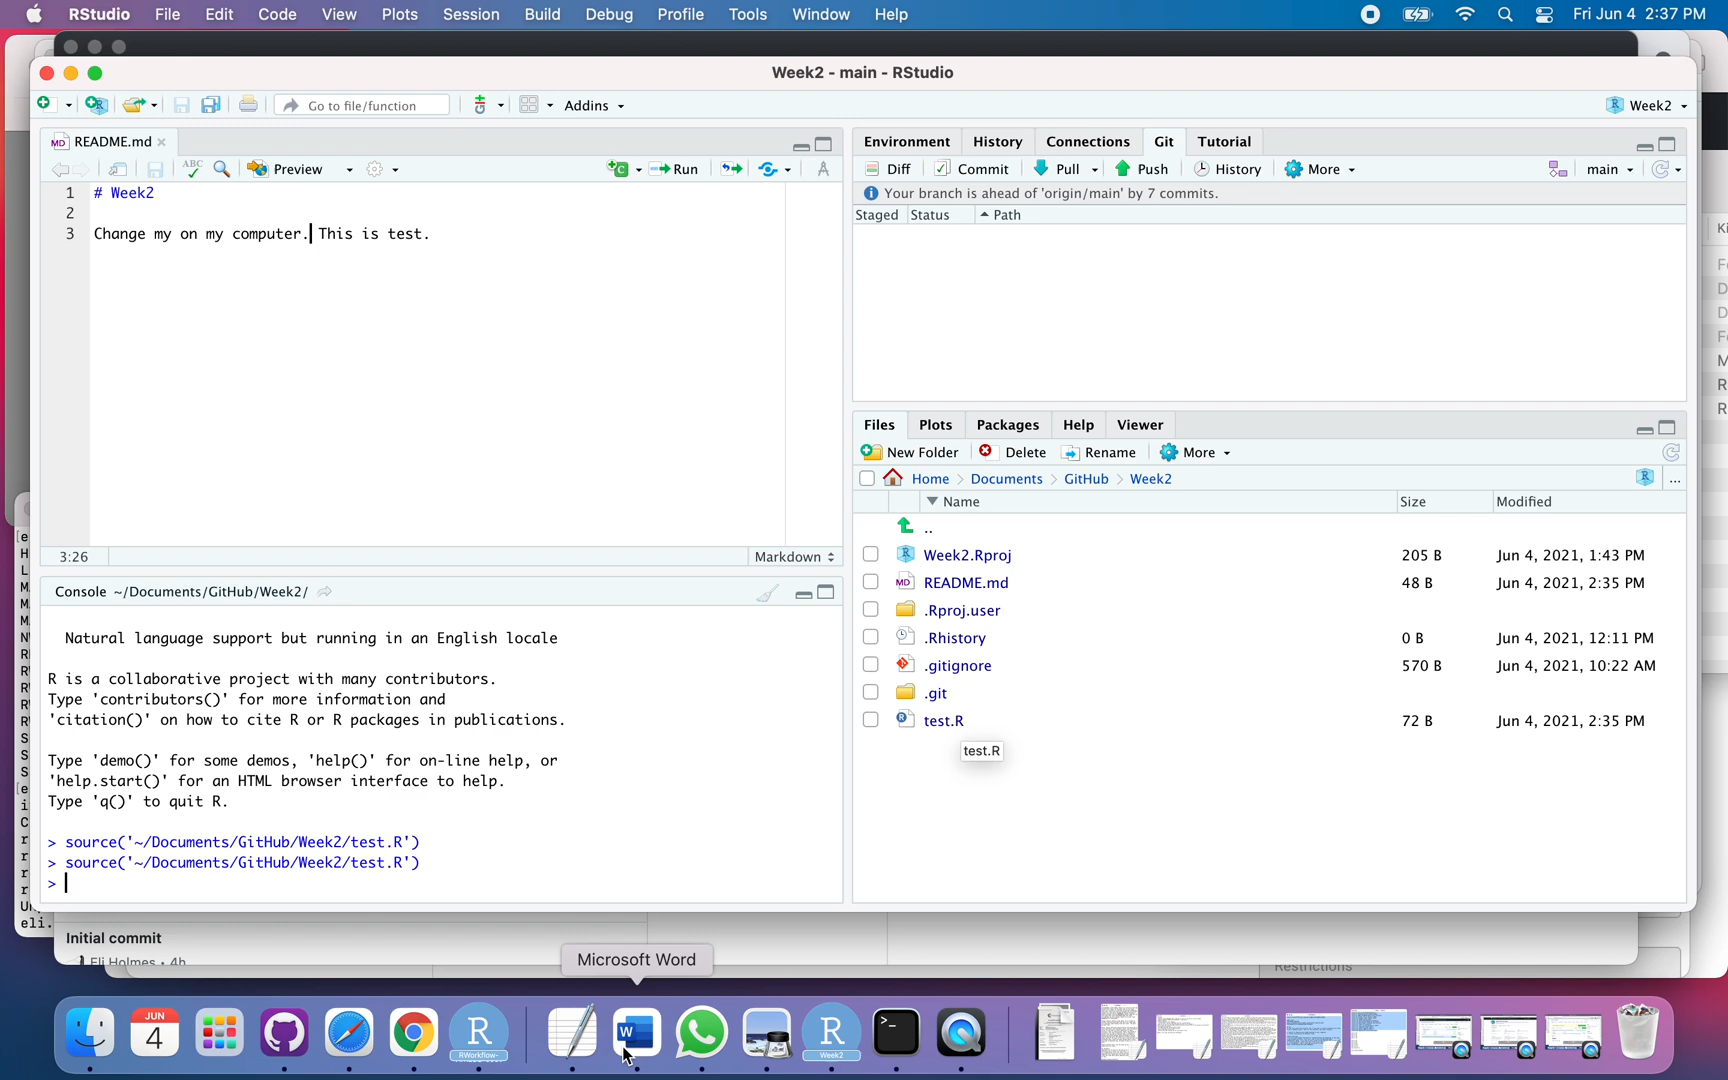 RStudio File Edit Code View Plots Session Build Debug Profile Tools Window Help Fri Jun 4 2:37 PM
Week2 - main - RStudio
Go to file/function Addins Week2
README.md
ABC Preview Run
1 # Week2
2
3 Change my on my computer. This is test.
3:26 Markdown
Environment History Connections Git Tutorial
Diff Commit Pull Push History More main
Your branch is ahead of 'origin/main' by 7 commits.
Staged Status Path
Console ~/Documents/GitHub/Week2/
Natural language support but running in an English locale
R is a collaborative project with many contributors.
Type 'contributors()' for more information and
'citation()' on how to cite R or R packages in publications.
Type 'demo()' for some demos, 'help()' for on-line help, or
'help.start()' for an HTML browser interface to help.
Type 'q()' to quit R.
> source('~/Documents/GitHub/Week2/test.R')
> source('~/Documents/GitHub/Week2/test.R')
>
Files Plots Packages Help Viewer
New Folder Delete Rename More
Home Documents GitHub Week2 ...
Name Size Modified
..
Week2.Rproj 205 B Jun 4, 2021, 1:43 PM
README.md 48 B Jun 4, 2021, 2:35 PM
.Rproj.user
.Rhistory 0 B Jun 4, 2021, 12:11 PM
.gitignore 570 B Jun 4, 2021, 10:22 AM
.git
test.R 72 B Jun 4, 2021, 2:35 PM
test.R
eli.
Initial commit
Eli Holmes • 4h
Restrictions
Microsoft Word
JUN
4
R
RWorkflow-
W
R
Week2
>_